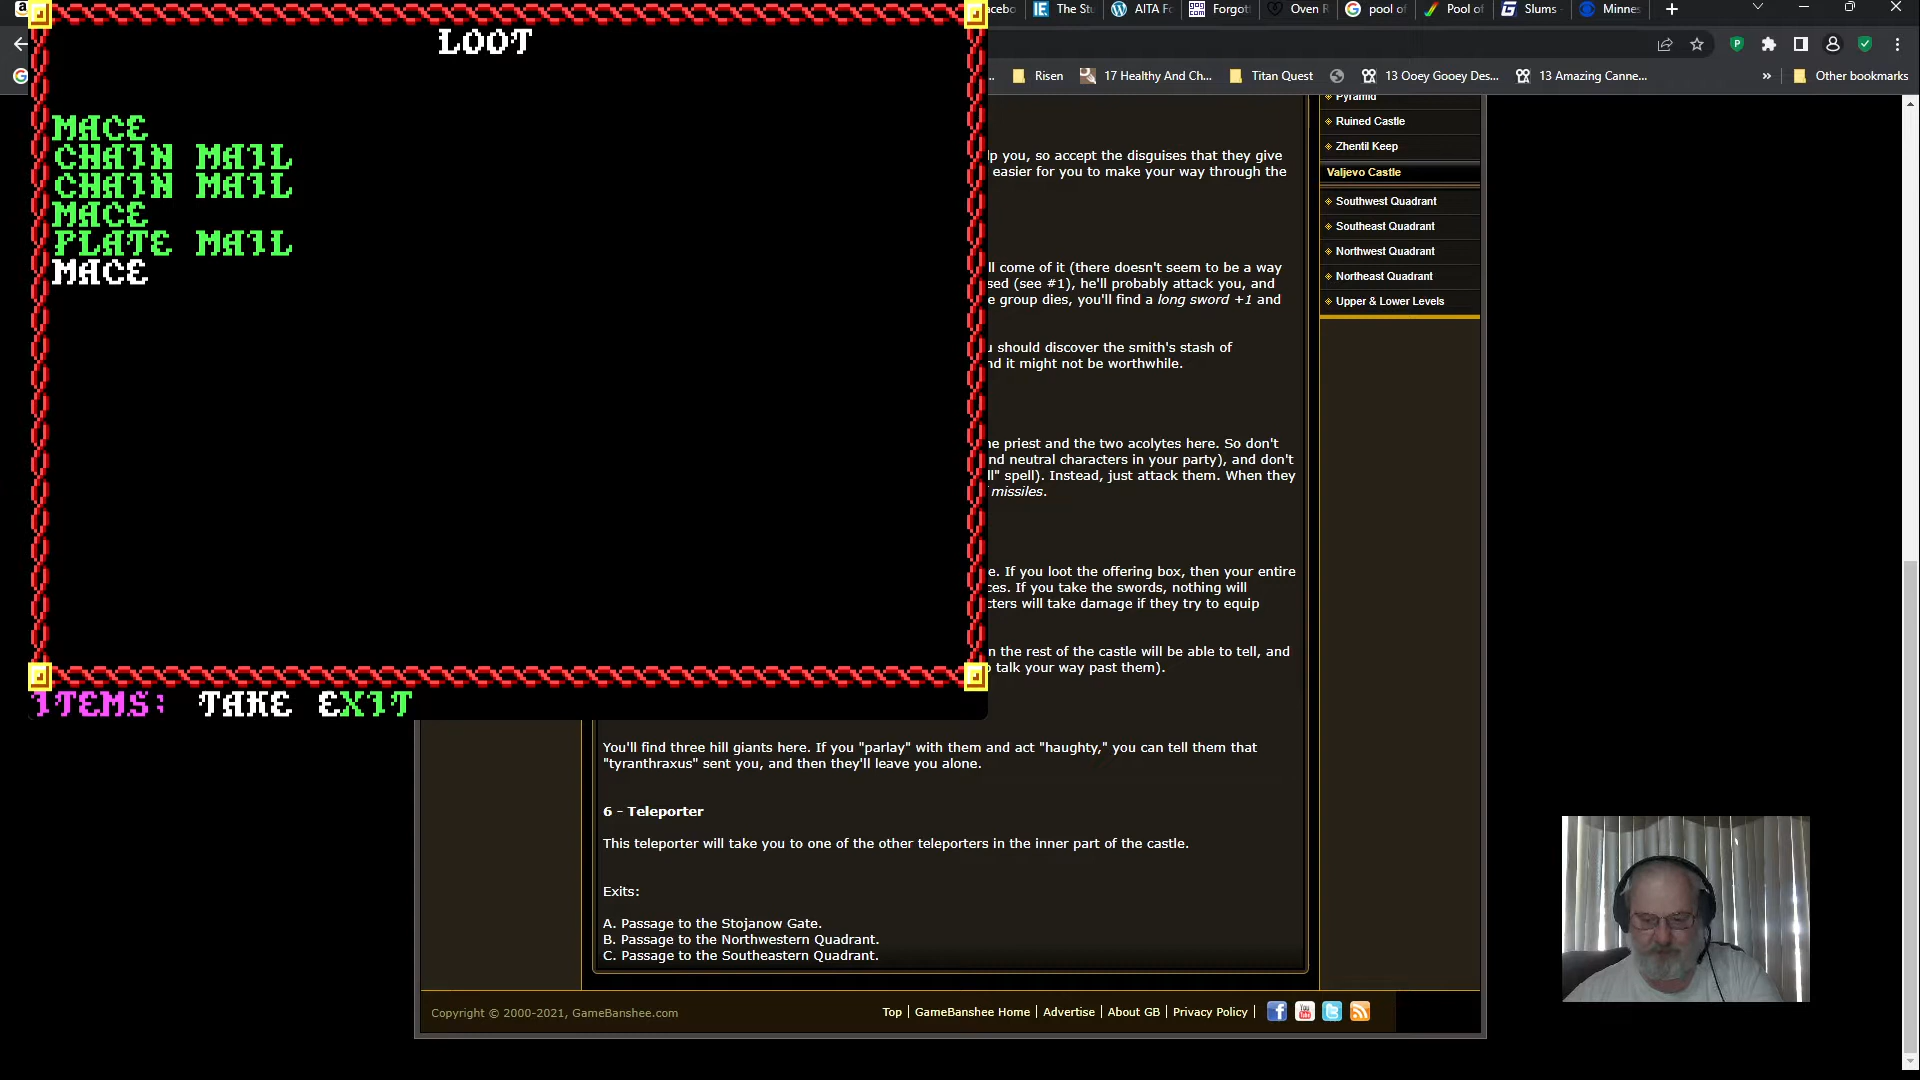 LOOT
MACE
CHAIN MAIL
CHAIN MAIL
MACE
PLATE MAIL
MACE
ITEMS: TAKE EXIT
acebo
The Stu
AITA Fo
Forgot
Oven R
pool of
Pool of
Slums -
Minnes
Risen
17 Healthy And Ch...
Titan Quest
13 Ooey Gooey Des...
13 Amazing Canne...
»
Other bookmarks
lp you, so accept the disguises that they give
easier for you to make your way through the
ll come of it (there doesn't seem to be a way
sed (see #1), he'll probably attack you, and
e group dies, you'll find a long sword +1 and
u should discover the smith's stash of
nd it might not be worthwhile.
ne priest and the two acolytes here. So don't
nd neutral characters in your party), and don't
ll" spell). Instead, just attack them. When they
missiles.
e. If you loot the offering box, then your entire
ces. If you take the swords, nothing will
cters will take damage if they try to equip
n the rest of the castle will be able to tell, and
o talk your way past them).
You'll find three hill giants here. If you "parlay" with them and act "haughty," you can tell them that
"tyranthraxus" sent you, and then they'll leave you alone.
6 - Teleporter
This teleporter will take you to one of the other teleporters in the inner part of the castle.
Exits:
A. Passage to the Stojanow Gate.
B. Passage to the Northwestern Quadrant.
C. Passage to the Southeastern Quadrant.
Pyramid
Ruined Castle
Zhentil Keep
Valjevo Castle
Southwest Quadrant
Southeast Quadrant
Northwest Quadrant
Northeast Quadrant
Upper & Lower Levels
Copyright © 2000-2021, GameBanshee.com
Top | GameBanshee Home | Advertise | About GB | Privacy Policy |